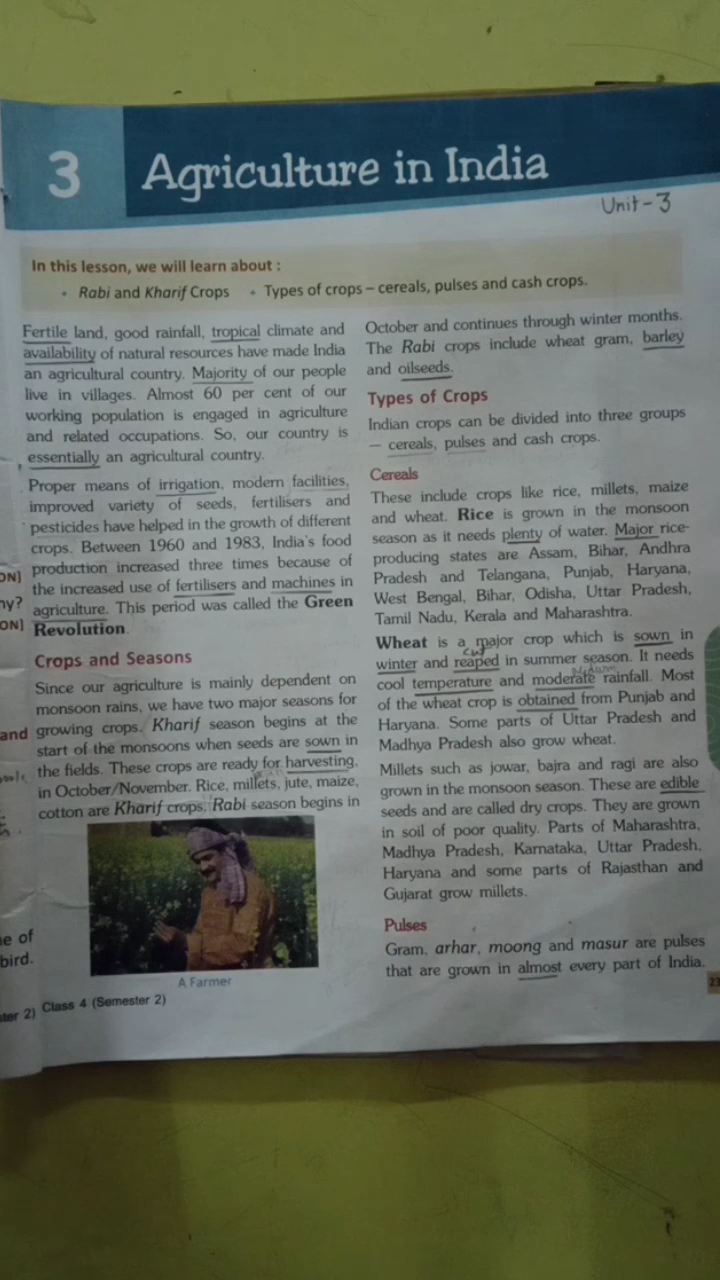 3
Agriculture in India
Unit-3
In this lesson, we will learn about :
• Rabi and Kharif Crops • Types of crops – cereals, pulses and cash crops.
Fertile land, good rainfall, tropical climate and
availability of natural resources have made India
an agricultural country. Majority of our people
live in villages. Almost 60 per cent of our
working population is engaged in agriculture
and related occupations. So, our country is
essentially an agricultural country.
Proper means of irrigation, modern facilities,
improved variety of seeds, fertilisers and
pesticides have helped in the growth of different
crops. Between 1960 and 1983, India's food
production increased three times because of
the increased use of fertilisers and machines in
agriculture. This period was called the Green
Revolution.
Crops and Seasons
Since our agriculture is mainly dependent on
monsoon rains, we have two major seasons for
growing crops. Kharif season begins at the
start of the monsoons when seeds are sown in
the fields. These crops are ready for harvesting,
in October/November. Rice, millets, jute, maize,
cotton are Kharif crops. Rabi season begins in
A Farmer
Class 4 (Semester 2)
October and continues through winter months.
The Rabi crops include wheat gram, barley
and oilseeds.
Types of Crops
Indian crops can be divided into three groups
– cereals, pulses and cash crops.
Cereals
These include crops like rice, millets, maize
and wheat. Rice is grown in the monsoon
season as it needs plenty of water. Major rice-
producing states are Assam, Bihar, Andhra
Pradesh and Telangana, Punjab, Haryana,
West Bengal, Bihar, Odisha, Uttar Pradesh,
Tamil Nadu, Kerala and Maharashtra.
Wheat is a major crop which is sown in
cut
winter and reaped in summer season. It needs
cool temperature and moderate rainfall. Most
of the wheat crop is obtained from Punjab and
Haryana. Some parts of Uttar Pradesh and
Madhya Pradesh also grow wheat.
Millets such as jowar, bajra and ragi are also
grown in the monsoon season. These are edible
seeds and are called dry crops. They are grown
in soil of poor quality. Parts of Maharashtra,
Madhya Pradesh, Karnataka, Uttar Pradesh,
Haryana and some parts of Rajasthan and
Gujarat grow millets.
Pulses
Gram, arhar, moong and masur are pulses
that are grown in almost every part of India.
23
ON]
ny?
ON]
and
e of
bird.
ster 2)